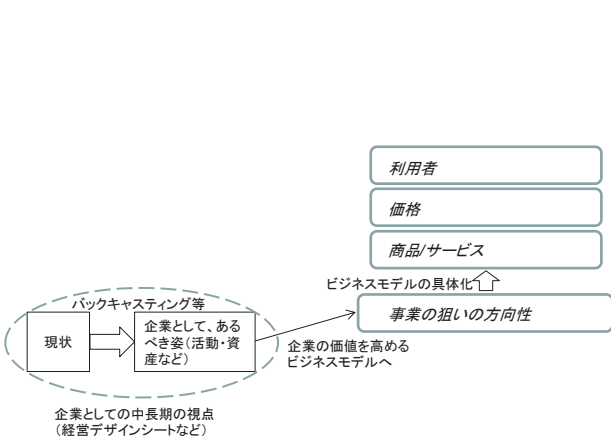 利用者
価格
商品/サービス
ビジネスモデルの具体化
事業の狙いの方向性
バックキャスティング等
現状
企業として、ある
べき姿(活動・資
産など)
企業の価値を高める
ビジネスモデルへ
企業としての中長期の視点
(経営デザインシートなど)